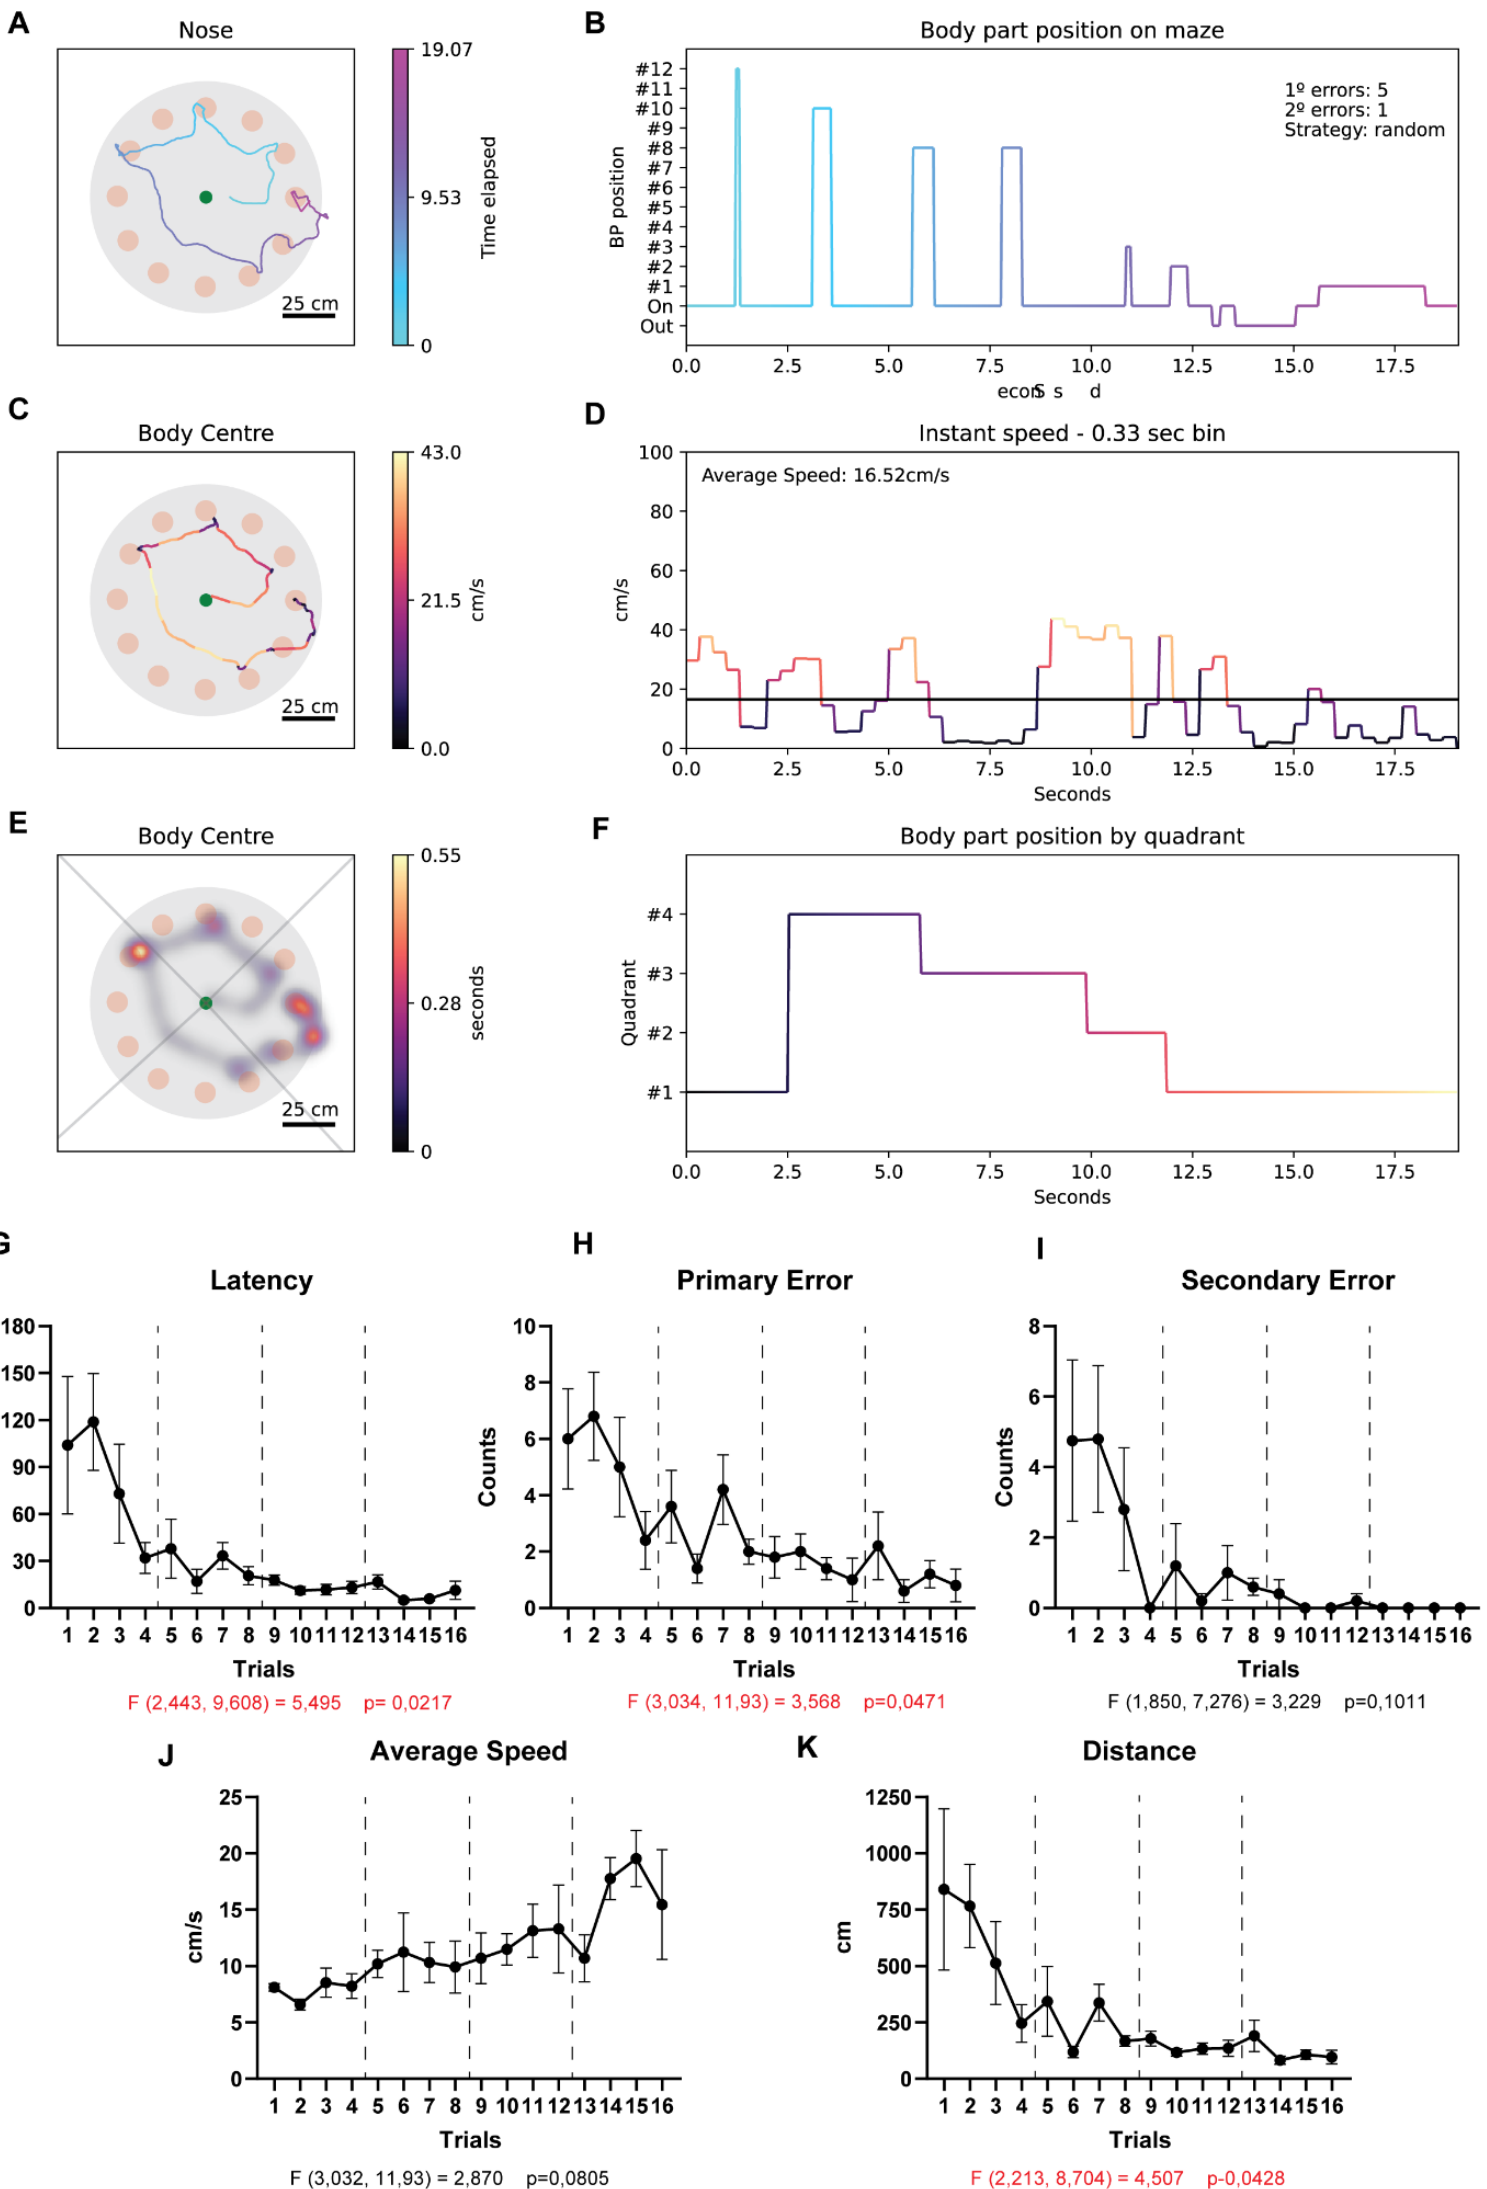 A
Nose
19.07
9.53
0
Time elapsed
25 cm
B
Body part position on maze
#12
#11
#10
#9
#8
#7
#6
#5
#4
#3
#2
#1
On
Out
BP position
1º errors: 5
2º errors: 1
Strategy: random
0.0 2.5 5.0 7.5 10.0 12.5 15.0 17.5
C
Body Centre
43.0
21.5
0.0
cm/s
25 cm
D
Instant speed - 0.33 sec bin
Average Speed: 16.52cm/s
100
80
60
40
20
0
cm/s
0.0 2.5 5.0 7.5 10.0 12.5 15.0 17.5
Seconds
E
Body Centre
0.55
0.28
0
seconds
25 cm
F
Body part position by quadrant
#4
#3
#2
#1
Quadrant
0.0 2.5 5.0 7.5 10.0 12.5 15.0 17.5
Seconds
G
Latency
180
150
120
90
60
30
0
1 2 3 4 5 6 7 8 9 10 11 12 13 14 15 16
Trials
F (2,443, 9,608) = 5,495 p= 0,0217
H
Primary Error
10
8
6
4
2
0
Counts
1 2 3 4 5 6 7 8 9 10 11 12 13 14 15 16
Trials
F (3,034, 11,93) = 3,568 p=0,0471
I
Secondary Error
8
6
4
2
0
Counts
1 2 3 4 5 6 7 8 9 10 11 12 13 14 15 16
Trials
F (1,850, 7,276) = 3,229 p=0,1011
J
Average Speed
25
20
15
10
5
0
cm/s
1 2 3 4 5 6 7 8 9 10 11 12 13 14 15 16
Trials
F (3,032, 11,93) = 2,870 p=0,0805
K
Distance
1250
1000
750
500
250
0
cm
1 2 3 4 5 6 7 8 9 10 11 12 13 14 15 16
Trials
F (2,213, 8,704) = 4,507 p-0,0428